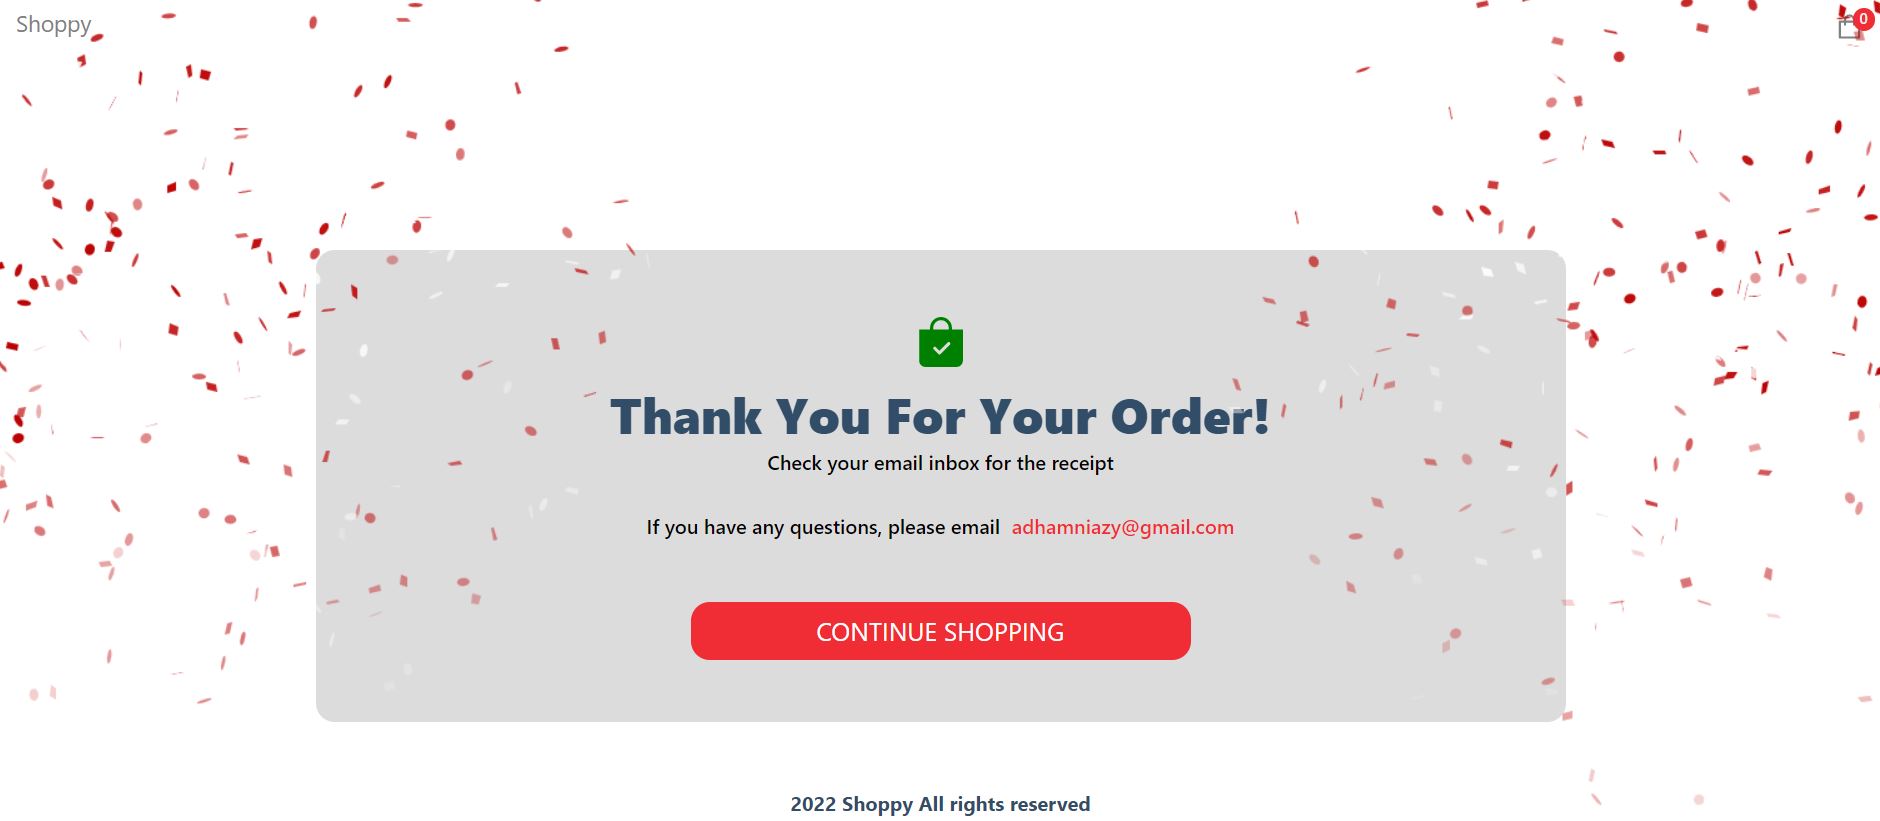 Shoppy
0
Thank You For Your Order!
Check your email inbox for the receipt
If you have any questions, please email adhamniazy@gmail.com
CONTINUE SHOPPING
2022 Shoppy All rights reserved